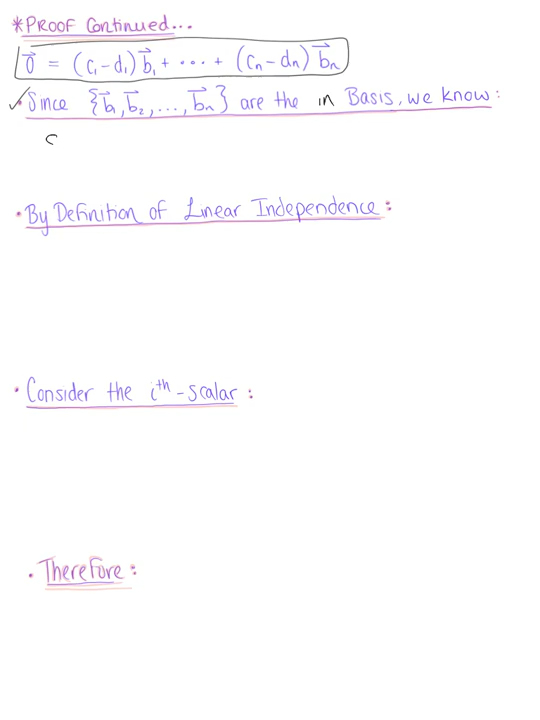 *PROOF Continued...
0⃗ = (c₁-d₁)b⃗₁ + ... + (cₙ-dₙ)b⃗ₙ
✓• Since {b⃗₁, b⃗₂, ..., b⃗ₙ} are the in Basis, we know:
S
• By Definition of Linear Independence:
• Consider the iᵗʰ-scalar:
• Therefore: